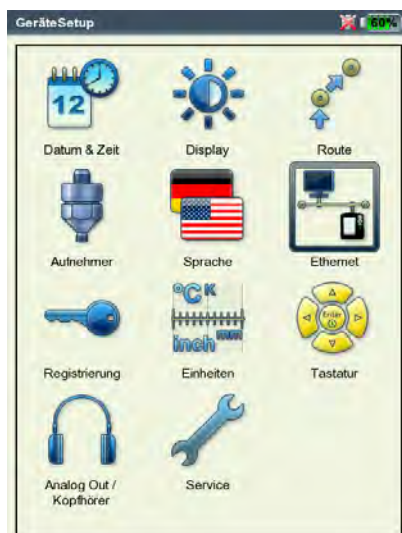 GeräteSetup
60%
12
Datum & Zeit
Display
Route
Aufnehmer
Sprache
Ethernet
°C K
inch mm
Enter
Registrierung
Einheiten
Tastatur
Analog Out /
Kopfhörer
Service